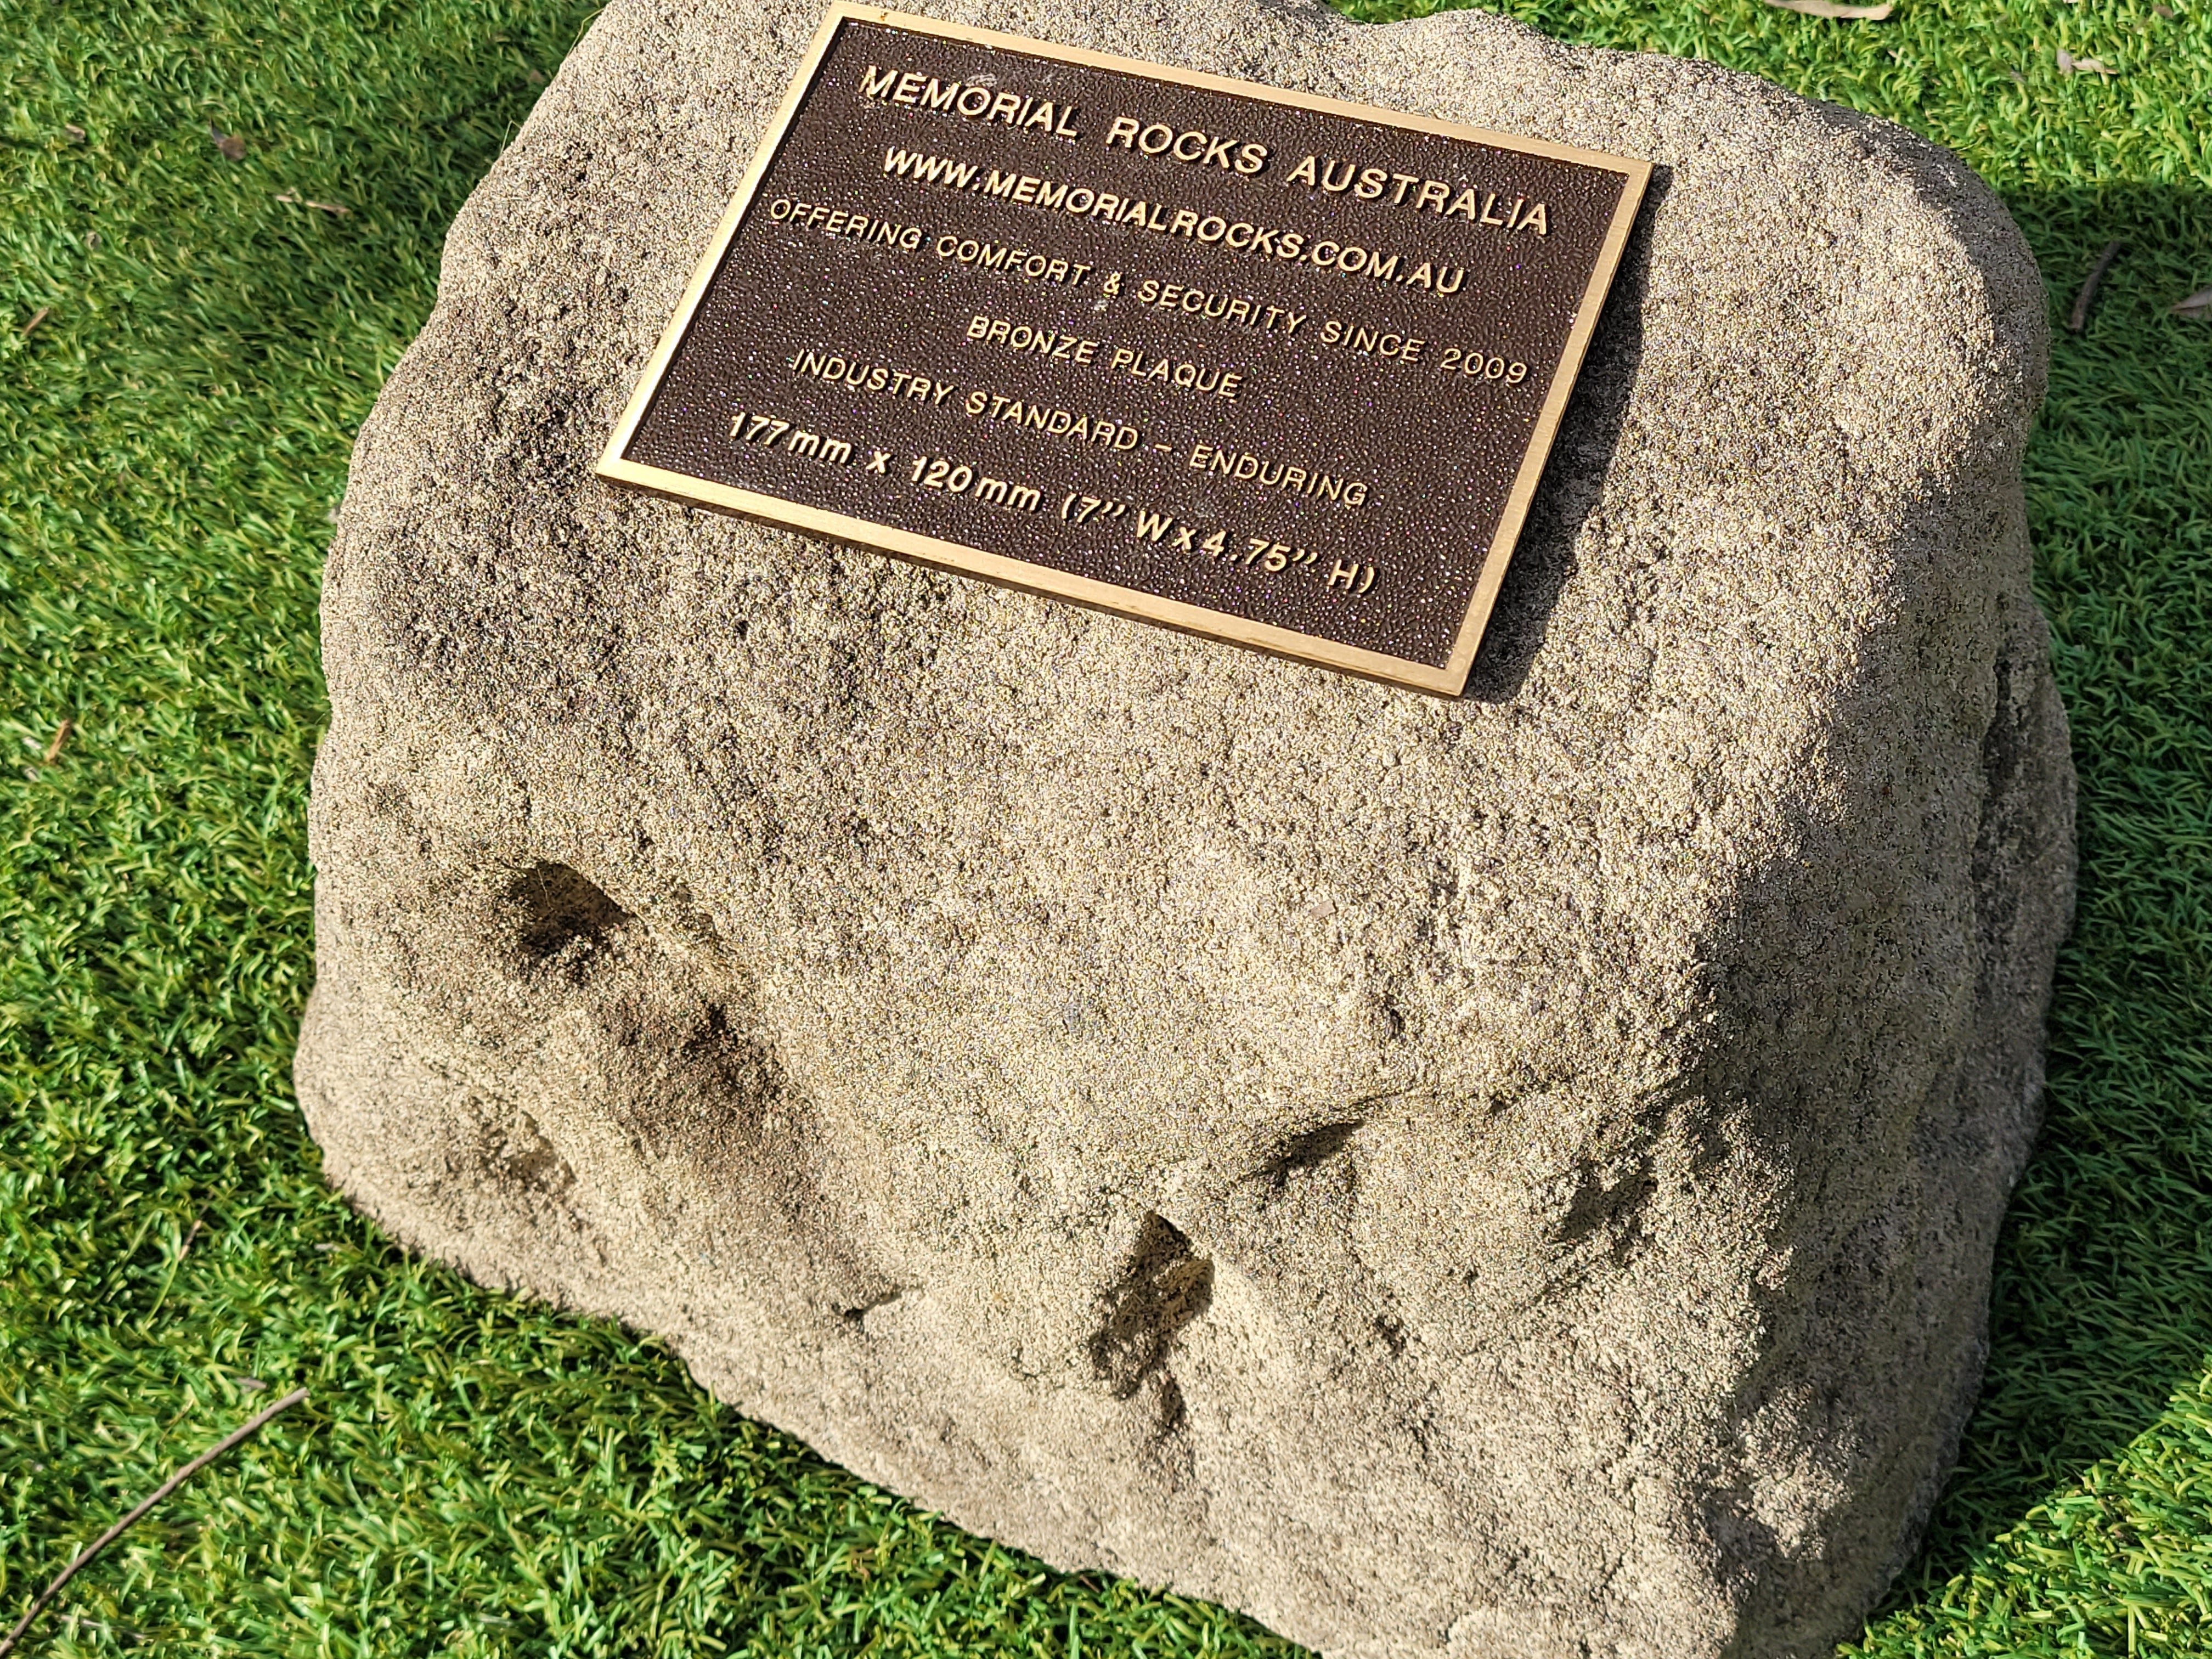 MEMORIAL ROCKS AUSTRALIA
WWW.MEMORIALROCKS.COM.AU
OFFERING COMFORT & SECURITY SINCE 2009
BRONZE PLAQUE
INDUSTRY STANDARD - ENDURING
177mm x 120mm (7" W x 4.75" H)